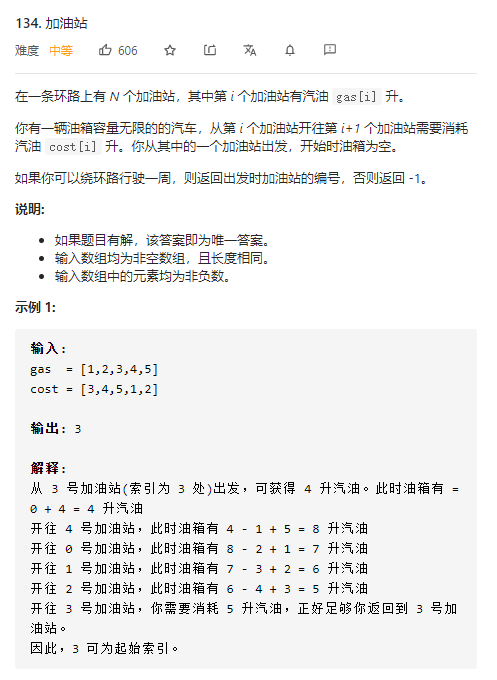 134. 加油站
难度 中等 606
在一条环路上有 N 个加油站，其中第 i 个加油站有汽油 gas[i] 升。
你有一辆油箱容量无限的的汽车，从第 i 个加油站开往第 i+1 个加油站需要消耗
汽油 cost[i] 升。你从其中的一个加油站出发，开始时油箱为空。
如果你可以绕环路行驶一周，则返回出发时加油站的编号，否则返回 -1。
说明:
• 如果题目有解，该答案即为唯一答案。
• 输入数组均为非空数组，且长度相同。
• 输入数组中的元素均为非负数。
示例 1:
输入:
gas  = [1,2,3,4,5]
cost = [3,4,5,1,2]
输出: 3
解释:
从 3 号加油站(索引为 3 处)出发，可获得 4 升汽油。此时油箱有 =
0 + 4 = 4 升汽油
开往 4 号加油站，此时油箱有 4 - 1 + 5 = 8 升汽油
开往 0 号加油站，此时油箱有 8 - 2 + 1 = 7 升汽油
开往 1 号加油站，此时油箱有 7 - 3 + 2 = 6 升汽油
开往 2 号加油站，此时油箱有 6 - 4 + 3 = 5 升汽油
开往 3 号加油站，你需要消耗 5 升汽油，正好足够你返回到 3 号加
油站。
因此，3 可为起始索引。